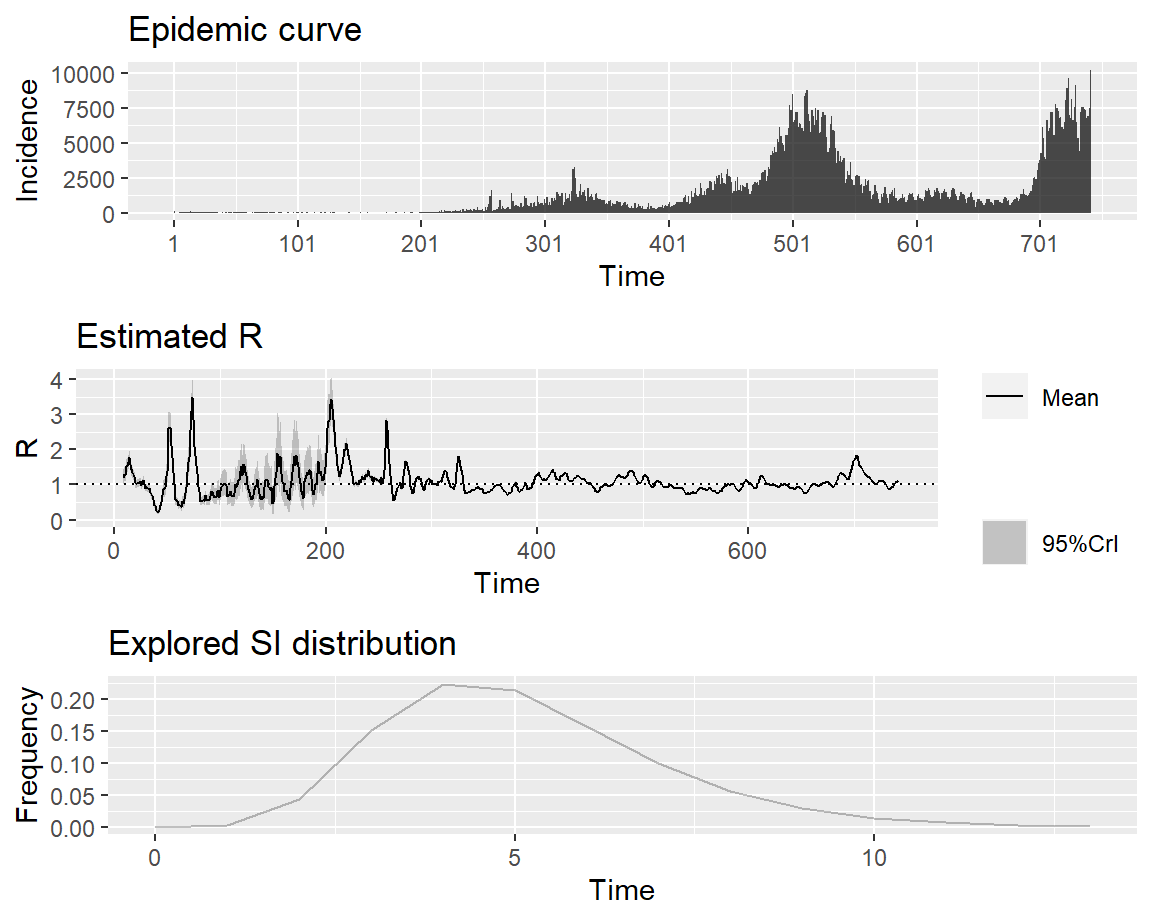 Epidemic curve
Incidence
10000
7500
5000
2500
0
1 101 201 301 401 501 601 701
Time
Estimated R
R
4
3
2
1
0
0 200 400 600
Time
Mean
95%CrI
Explored SI distribution
Frequency
0.20
0.15
0.10
0.05
0.00
0 5 10
Time